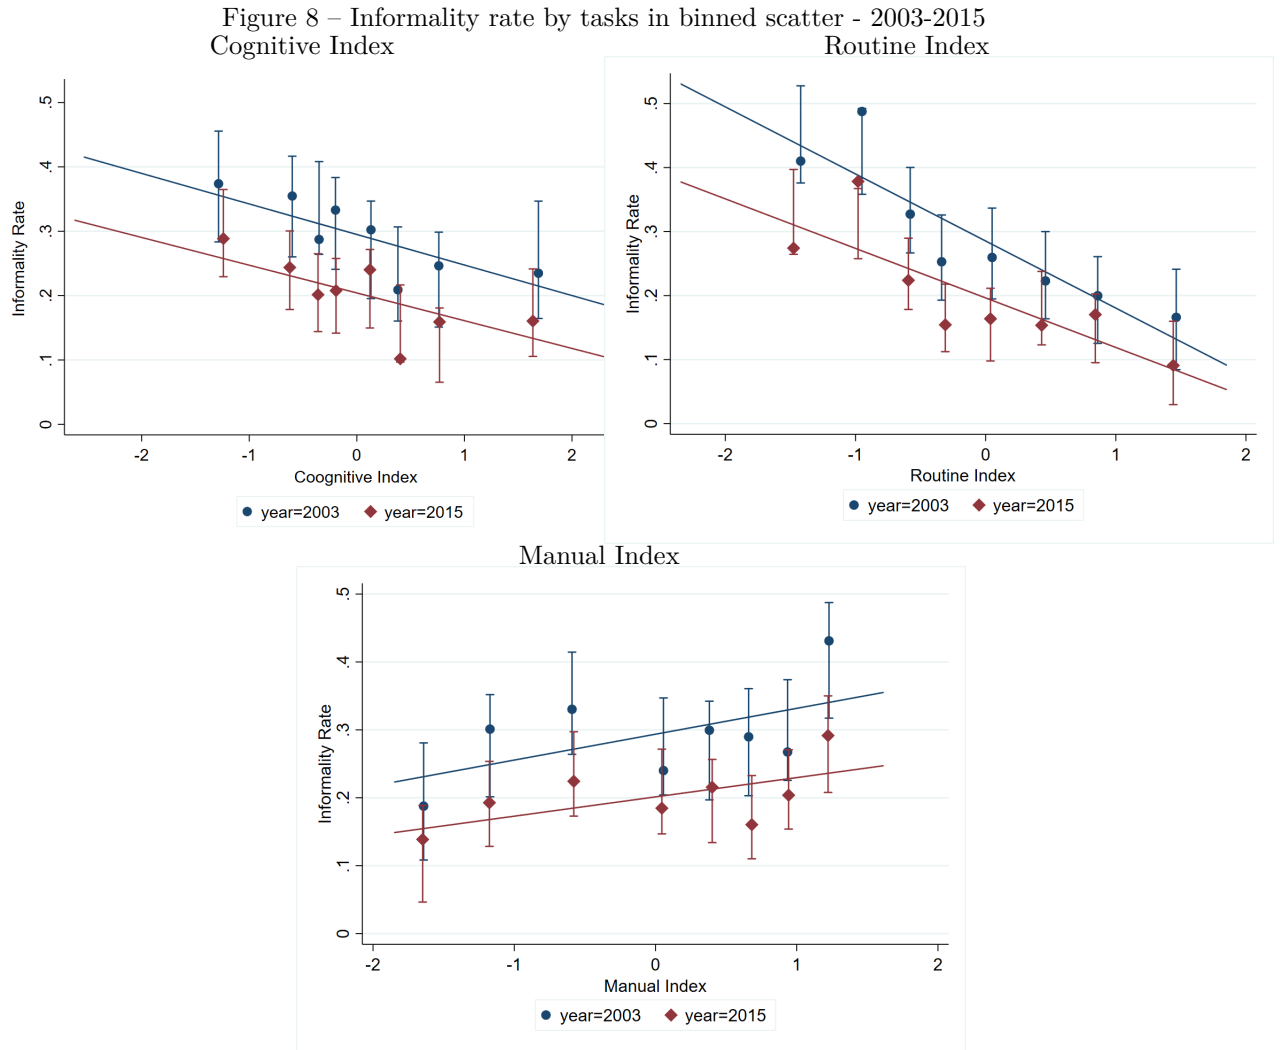 Figure 8 – Informality rate by tasks in binned scatter - 2003-2015
Cognitive Index
Informality Rate
.5
.4
.3
.2
.1
0
-2 -1 0 1 2
Coognitive Index
year=2003 year=2015
Routine Index
Informality Rate
.5
.4
.3
.2
.1
0
-2 -1 0 1 2
Routine Index
year=2003 year=2015
Manual Index
Informality Rate
.5
.4
.3
.2
.1
0
-2 -1 0 1 2
Manual Index
year=2003 year=2015